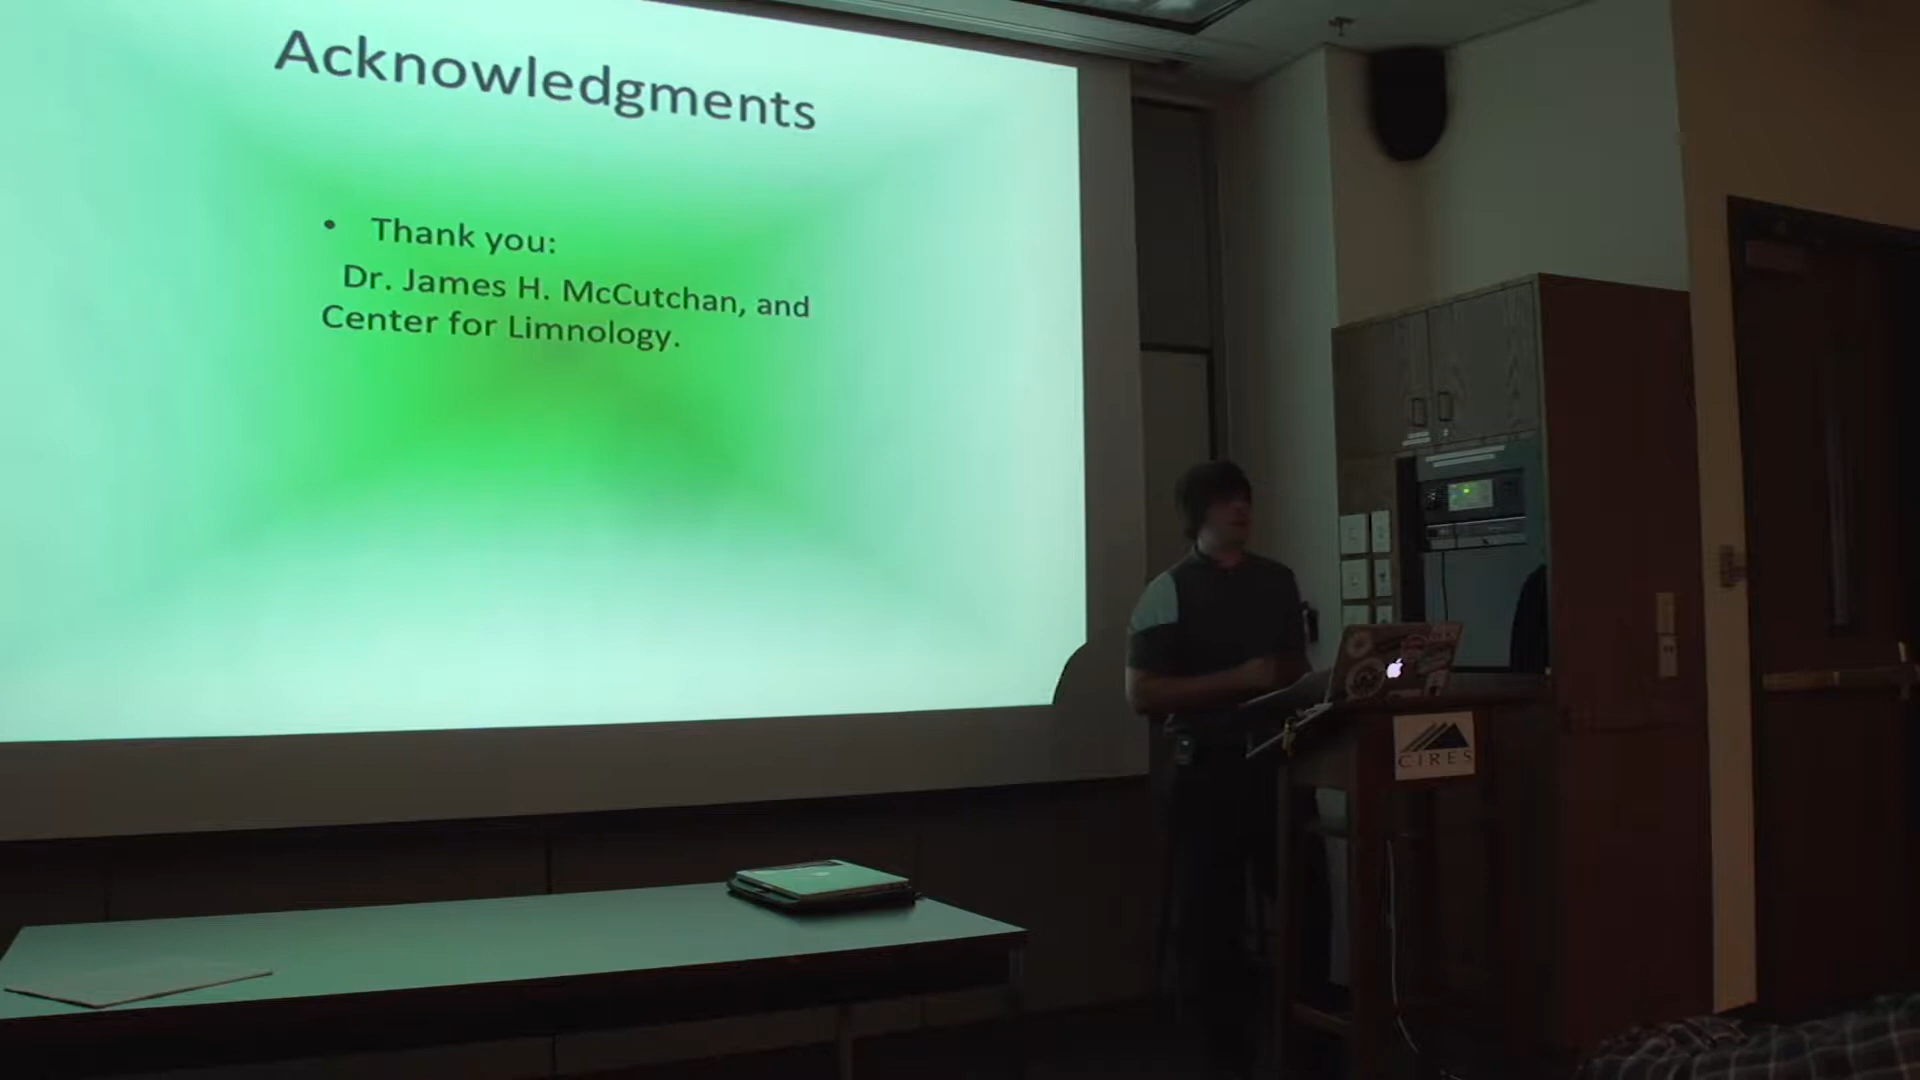 Acknowledgments
• Thank you:
Dr. James H. McCutchan, and
Center for Limnology.
CIRES